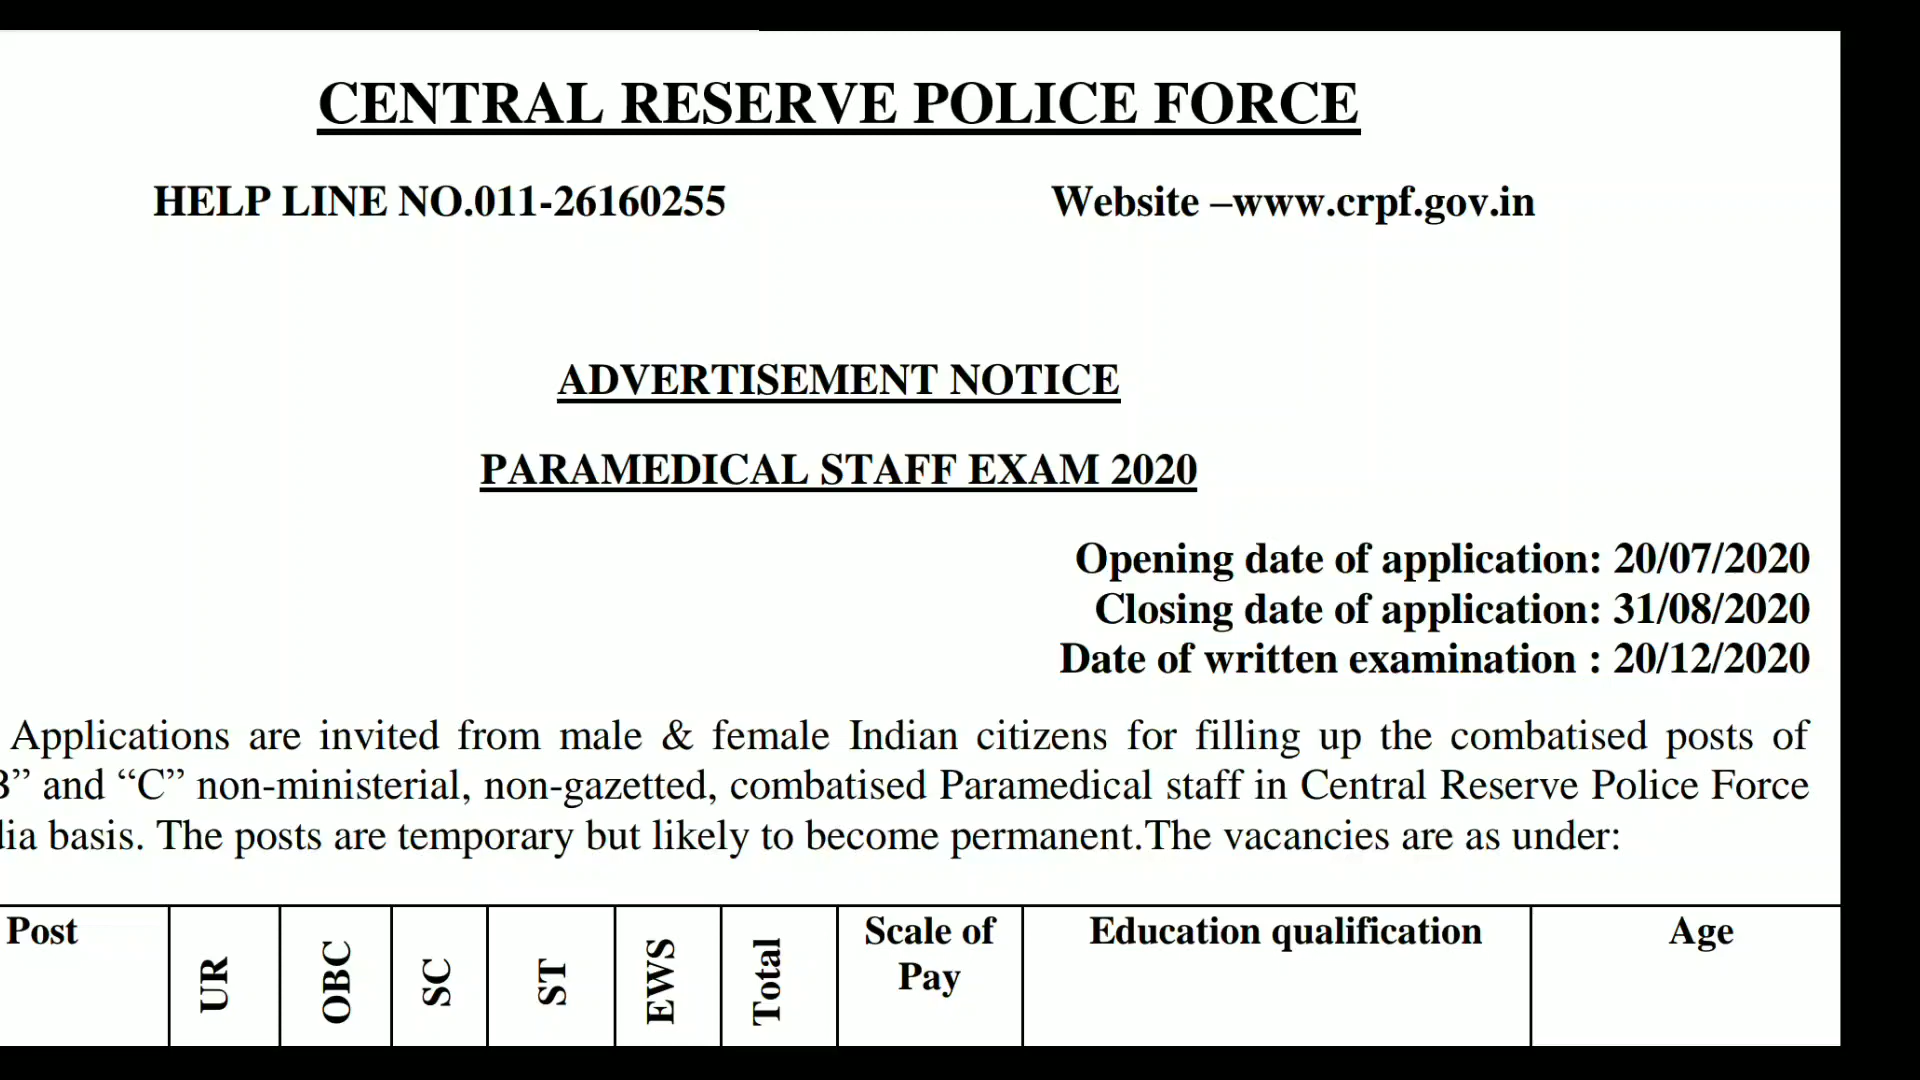 CENTRAL RESERVE POLICE FORCE
HELP LINE NO.011-26160255 Website –www.crpf.gov.in
ADVERTISEMENT NOTICE
PARAMEDICAL STAFF EXAM 2020
Opening date of application: 20/07/2020
Closing date of application: 31/08/2020
Date of written examination : 20/12/2020
Applications are invited from male & female Indian citizens for filling up the combatised posts of
” and “C” non-ministerial, non-gazetted, combatised Paramedical staff in Central Reserve Police Force
basis. The posts are temporary but likely to become permanent.The vacancies are as under:
Post UR OBC SC ST EWS Total Scale of Pay Education qualification Age